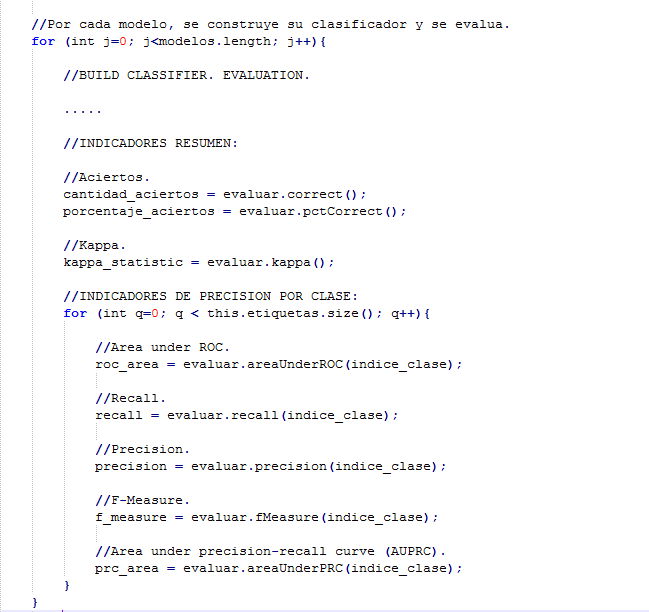 //Por cada modelo, se construye su clasificador y se evalua.
for (int j=0; j<modelos.length; j++){
//BUILD CLASSIFIER. EVALUATION.
.....
//INDICADORES RESUMEN:
//Aciertos.
cantidad_aciertos = evaluar.correct();
porcentaje_aciertos = evaluar.pctCorrect();
//Kappa.
kappa_statistic = evaluar.kappa();
//INDICADORES DE PRECISION POR CLASE:
for (int q=0; q < this.etiquetas.size(); q++){
//Area under ROC.
roc_area = evaluar.areaUnderROC(indice_clase);
//Recall.
recall = evaluar.recall(indice_clase);
//Precision.
precision = evaluar.precision(indice_clase);
//F-Measure.
f_measure = evaluar.fMeasure(indice_clase);
//Area under precision-recall curve (AUPRC).
prc_area = evaluar.areaUnderPRC(indice_clase);
}
}